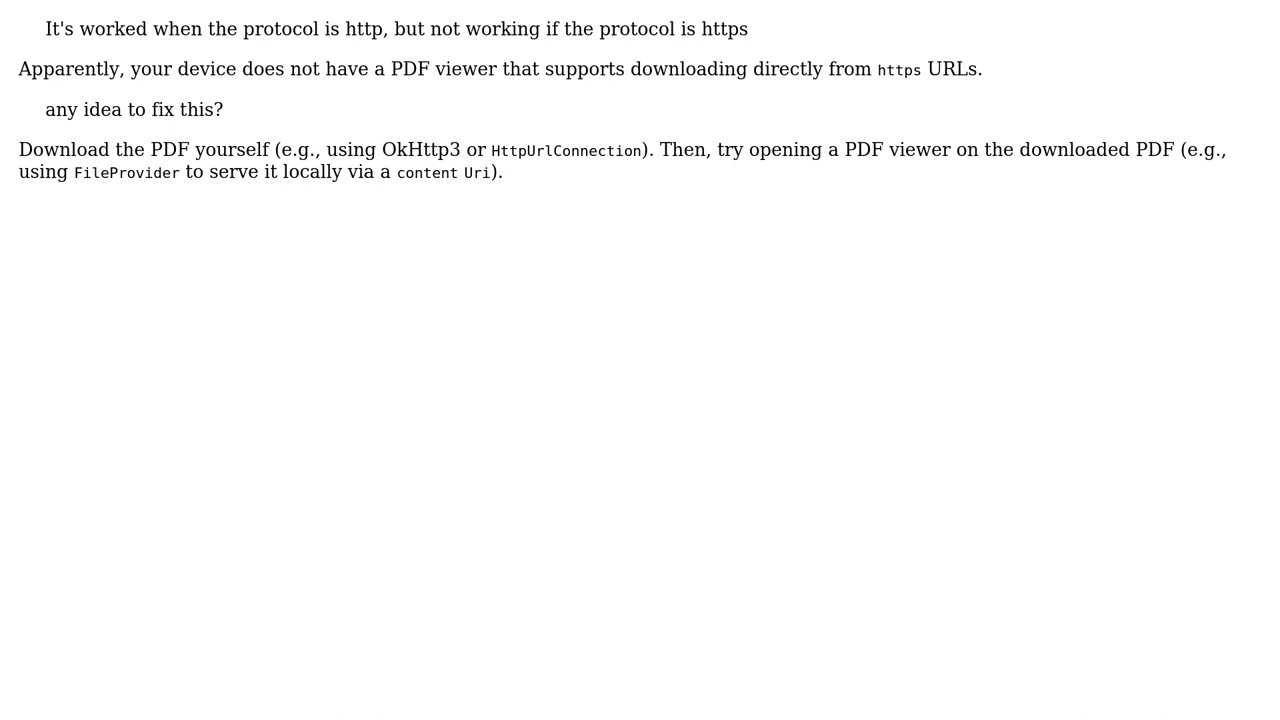 It's worked when the protocol is http, but not working if the protocol is https
Apparently, your device does not have a PDF viewer that supports downloading directly from https URLs.
any idea to fix this?
Download the PDF yourself (e.g., using OkHttp3 or HttpUrlConnection). Then, try opening a PDF viewer on the downloaded PDF (e.g.,
using FileProvider to serve it locally via a content Uri).